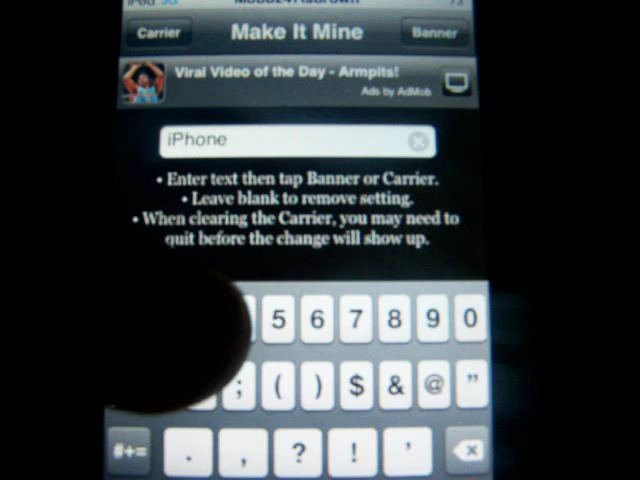 iPod 3G
Carrier
Make It Mine
Banner
Viral Video of the Day - Armpits!
Ads by AdMob
iPhone
• Enter text then tap Banner or Carrier.
• Leave blank to remove setting.
• When clearing the Carrier, you may need to
quit before the change will show up.
5 6 7 8 9 0
; ( ) $ & @ "
#+= . , ? ! '